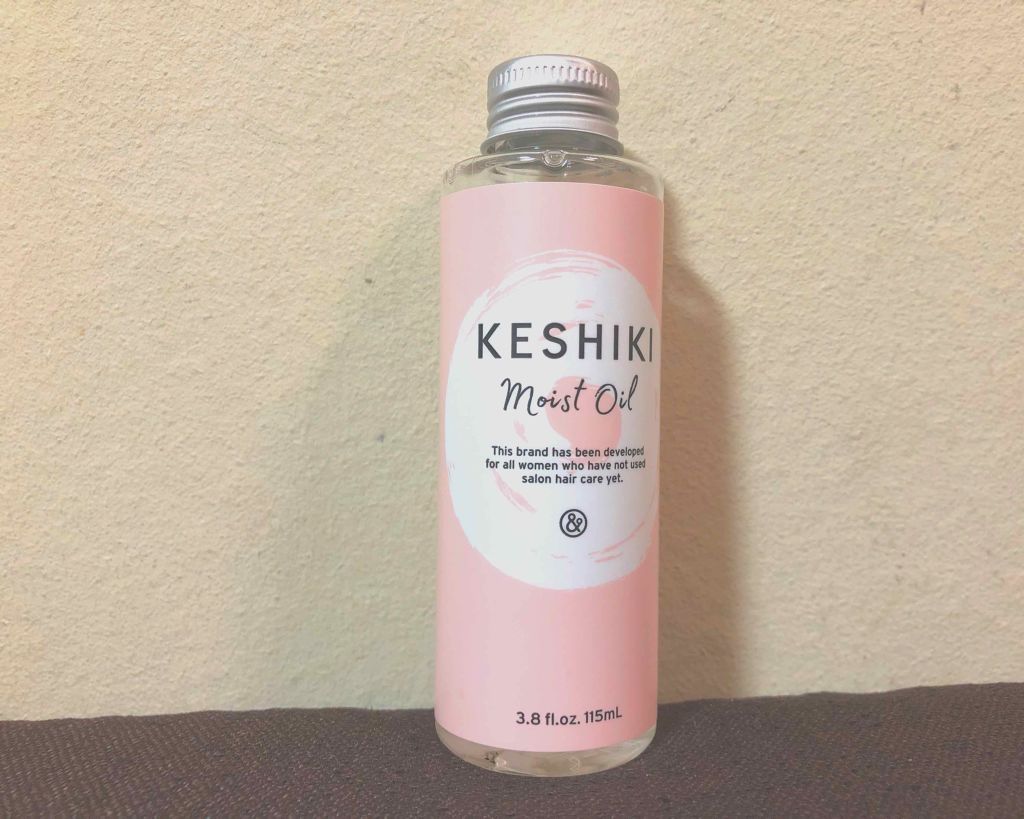 KESHIKI
Moist Oil
This brand has been developed
for all women who have not used
salon hair care yet.
&
3.8 fl.oz. 115mL